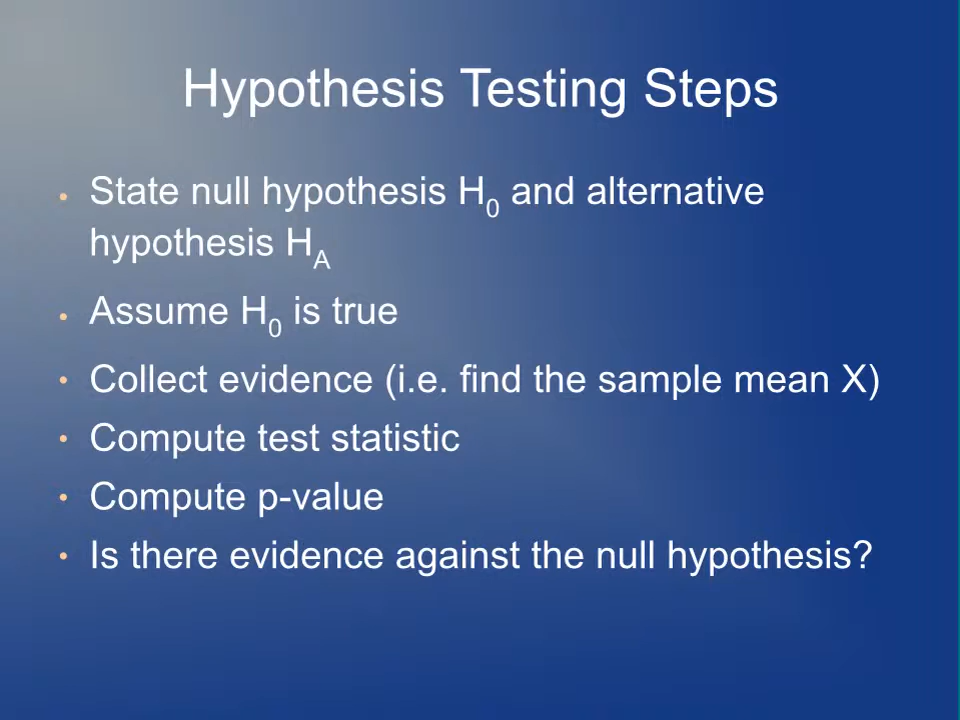 Hypothesis Testing Steps
• State null hypothesis H₀ and alternative
hypothesis Hᴀ
• Assume H₀ is true
• Collect evidence (i.e. find the sample mean X)
• Compute test statistic
• Compute p-value
• Is there evidence against the null hypothesis?